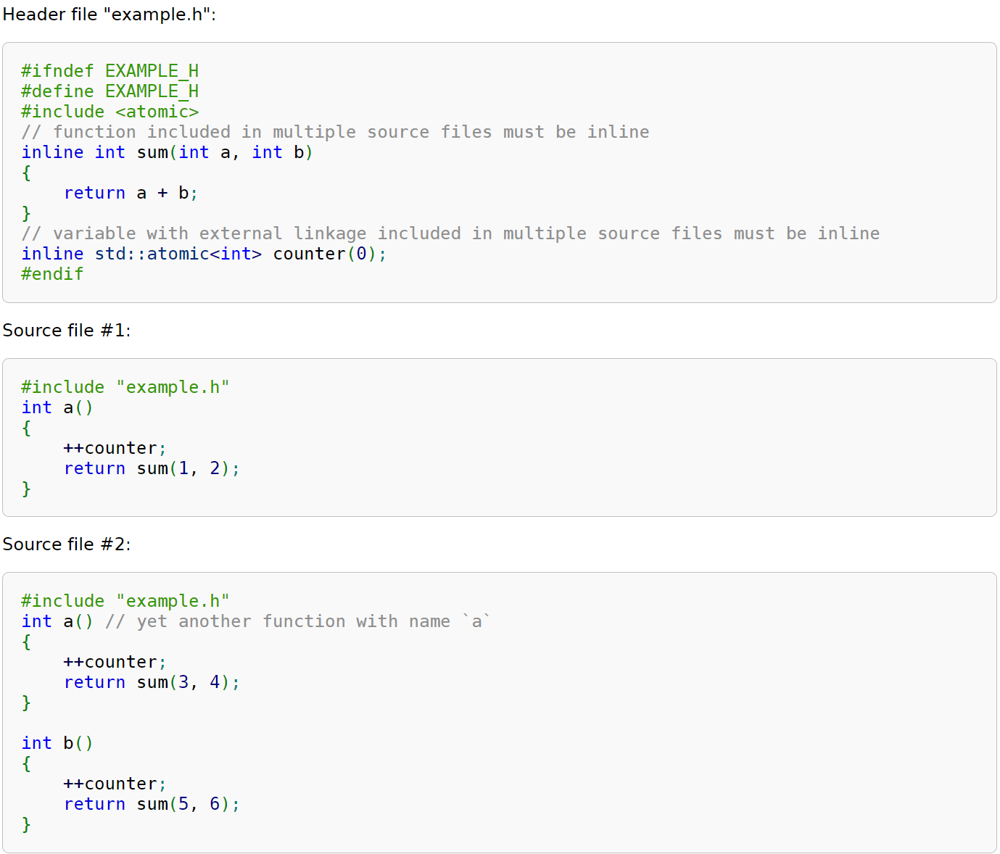 Header file "example.h":
#ifndef EXAMPLE_H
#define EXAMPLE_H
#include <atomic>
// function included in multiple source files must be inline
inline int sum(int a, int b)
{
    return a + b;
}
// variable with external linkage included in multiple source files must be inline
inline std::atomic<int> counter(0);
#endif
Source file #1:
#include "example.h"
int a()
{
    ++counter;
    return sum(1, 2);
}
Source file #2:
#include "example.h"
int a() // yet another function with name `a`
{
    ++counter;
    return sum(3, 4);
}
int b()
{
    ++counter;
    return sum(5, 6);
}